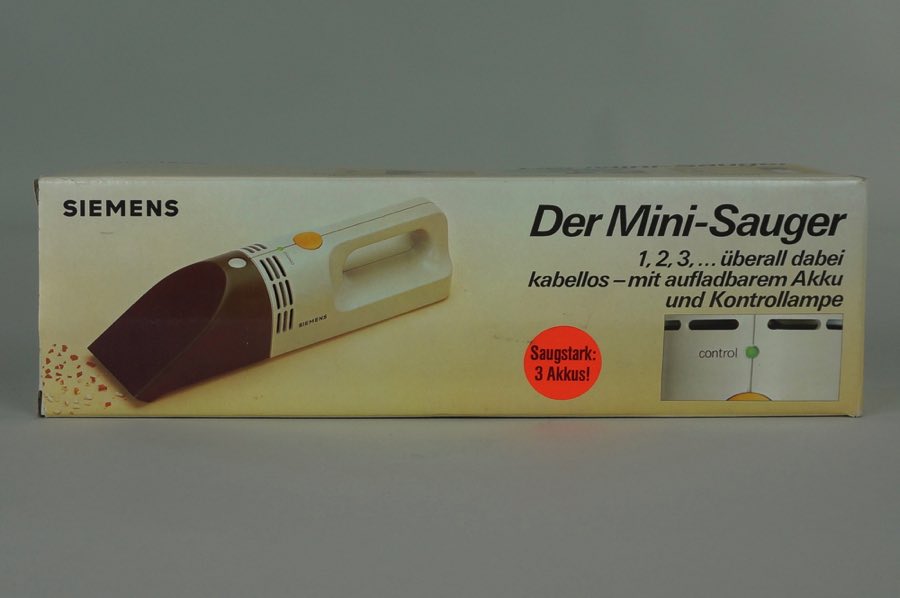 SIEMENS
Der Mini-Sauger
1, 2, 3, ... überall dabei
kabellos – mit aufladbarem Akku
und Kontrollampe
SIEMENS
Saugstark:
3 Akkus!
control